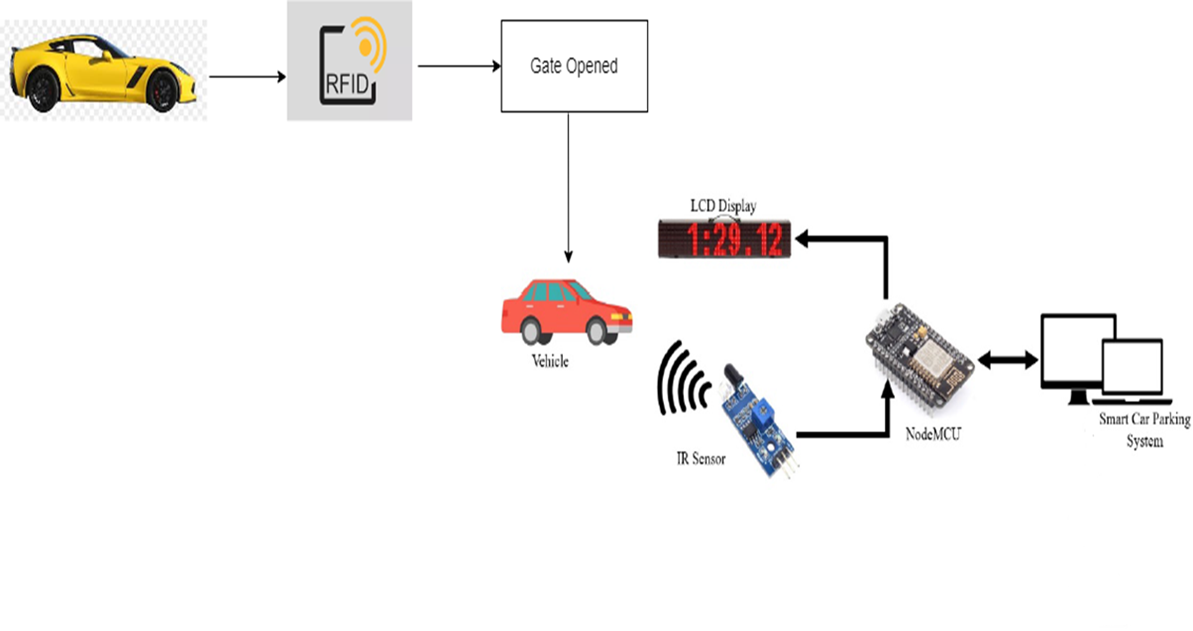 RFID
Gate Opened
LCD Display
1:29.12
Vehicle
IR Sensor
NodeMCU
Smart Car Parking
System